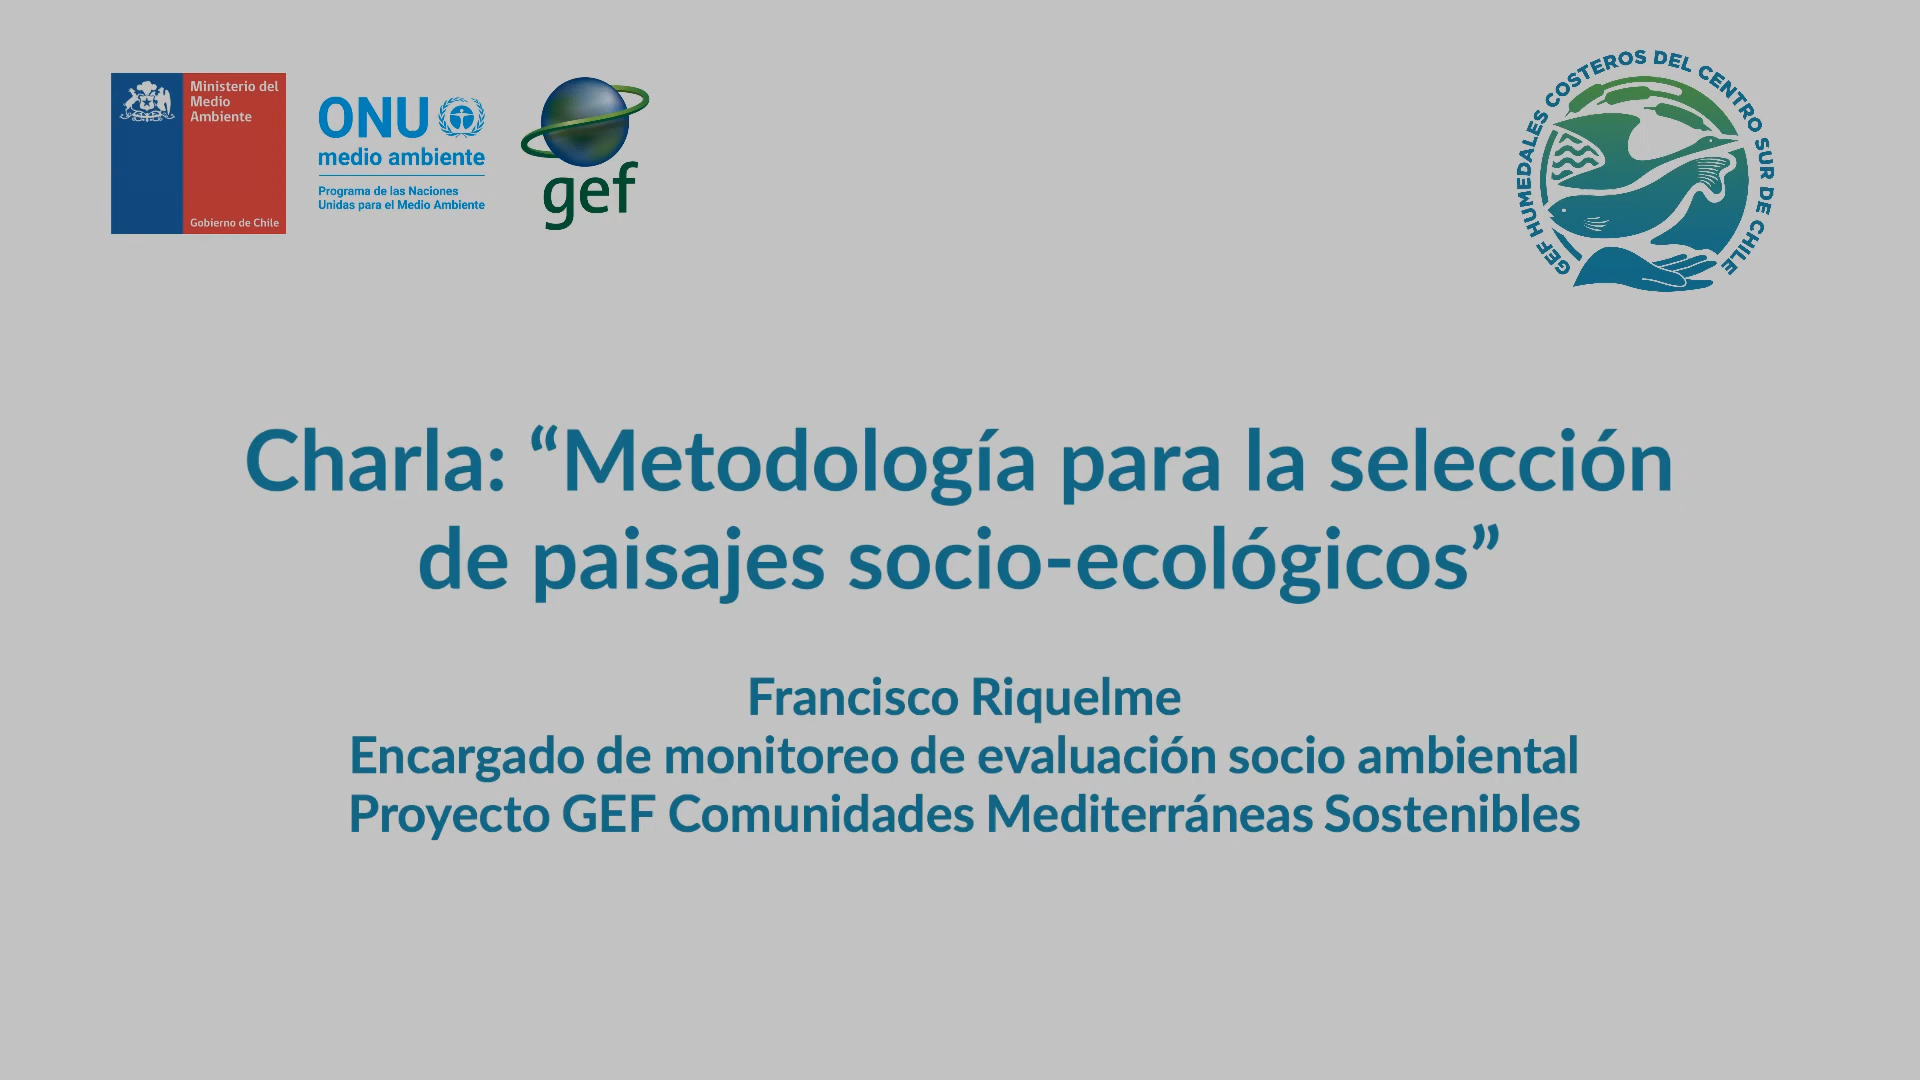 Ministerio del
Medio
Ambiente
Gobierno de Chile
ONU
medio ambiente
Programa de las Naciones
Unidas para el Medio Ambiente
gef
GEF HUMEDALES COSTEROS DEL CENTRO SUR DE CHILE
Charla: “Metodología para la selección
de paisajes socio-ecológicos”
Francisco Riquelme
Encargado de monitoreo de evaluación socio ambiental
Proyecto GEF Comunidades Mediterráneas Sostenibles